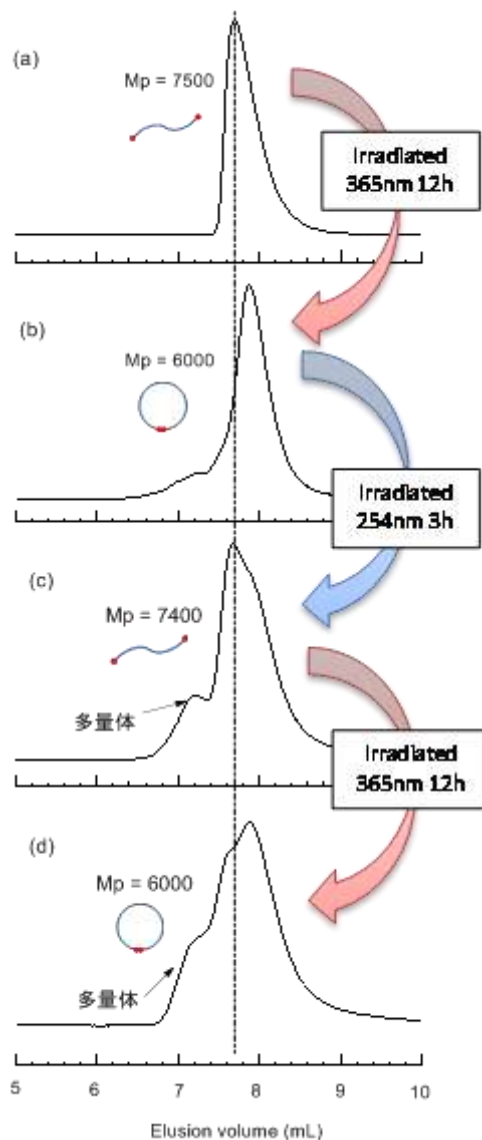 (a)
Mp = 7500
Irradiated
365nm 12h
(b)
Mp = 6000
Irradiated
254nm 3h
(c)
Mp = 7400
多量体
Irradiated
365nm 12h
(d)
Mp = 6000
多量体
5 6 7 8 9 10
Elusion volume (mL)